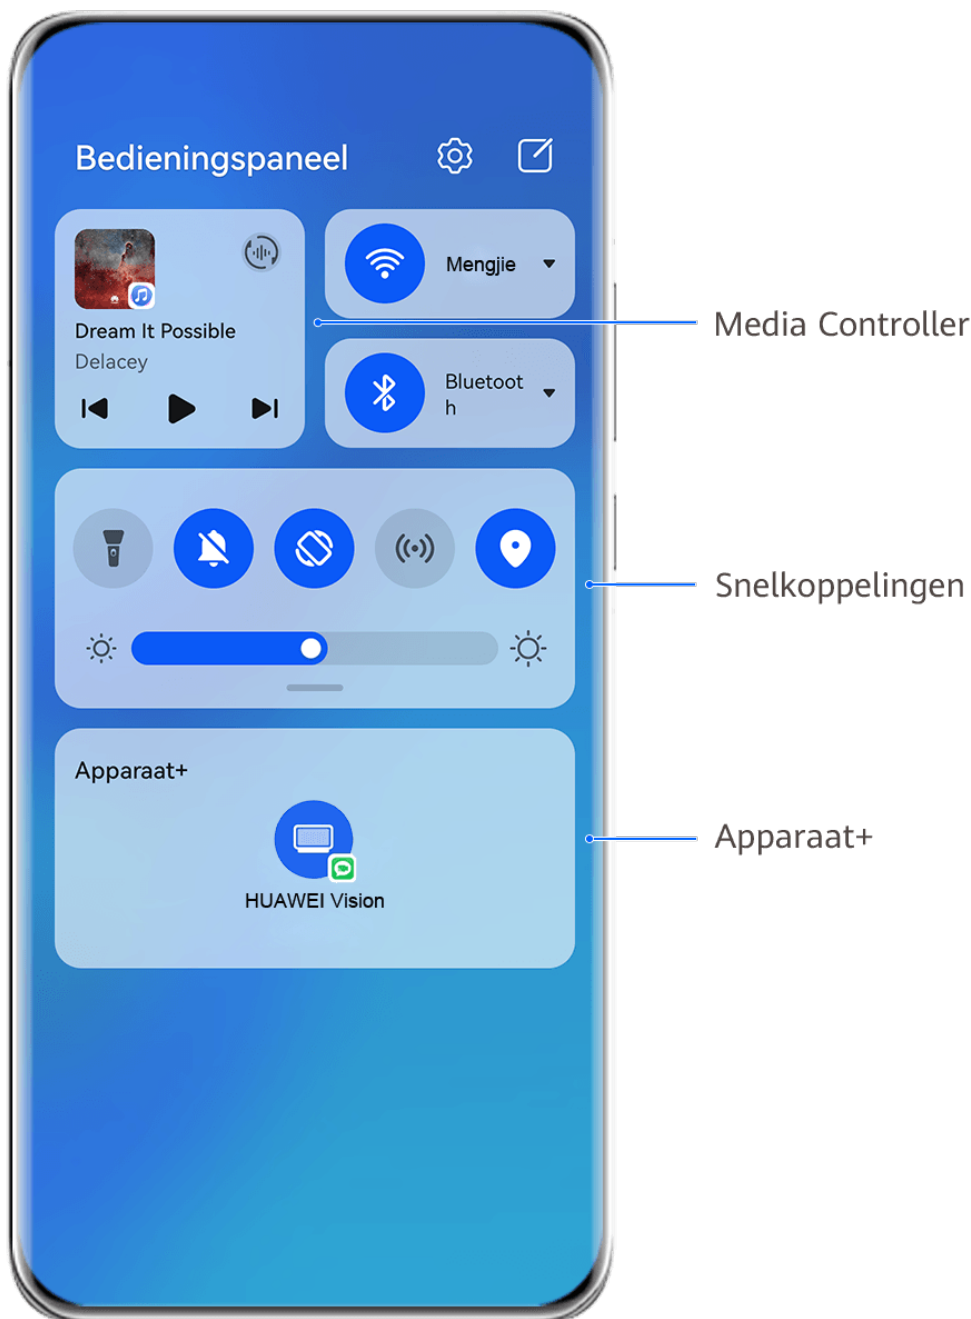 Bedieningspaneel
Dream It Possible
Delacey
Mengjie
Bluetoot
h
Media Controller
Snelkoppelingen
Apparaat+
HUAWEI Vision
Apparaat+